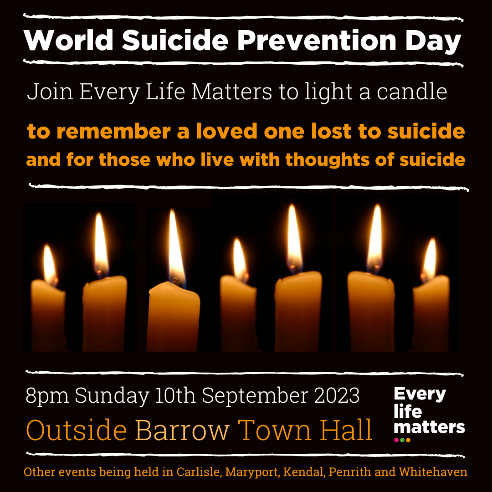 World Suicide Prevention Day
Join Every Life Matters to light a candle
to remember a loved one lost to suicide
and for those who live with thoughts of suicide
8pm Sunday 10th September 2023
Outside Barrow Town Hall
Every
life
matters
Other events being held in Carlisle, Maryport, Kendal, Penrith and Whitehaven